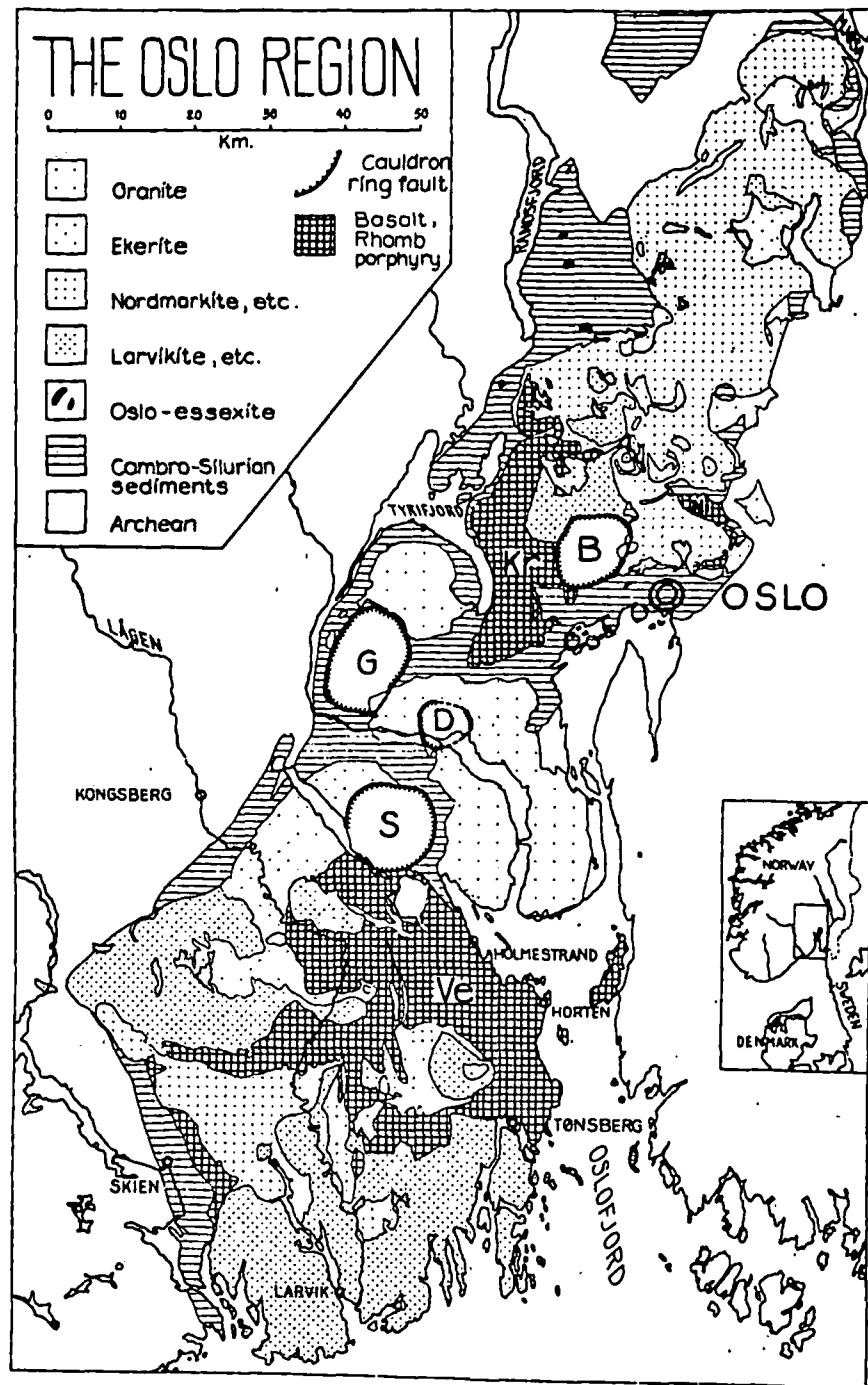 THE OSLO REGION
0 10 20 30 40 50
Km.
Granite
Ekerite
Nordmarkite, etc.
Larvikite, etc.
Oslo-essexite
Cambro-Silurian
sediments
Archean
Cauldron
ring fault
Basalt,
Rhomb
porphyry
RANDSFJORD
TYRIFJORD
Kr
B
OSLO
LÅGEN
G
D
KONGSBERG
S
NORWAY
SWEDEN
DENMARK
HOLMESTRAND
Ve
HORTEN
TØNSBERG
OSLOFJORD
SKIEN
LARVIK